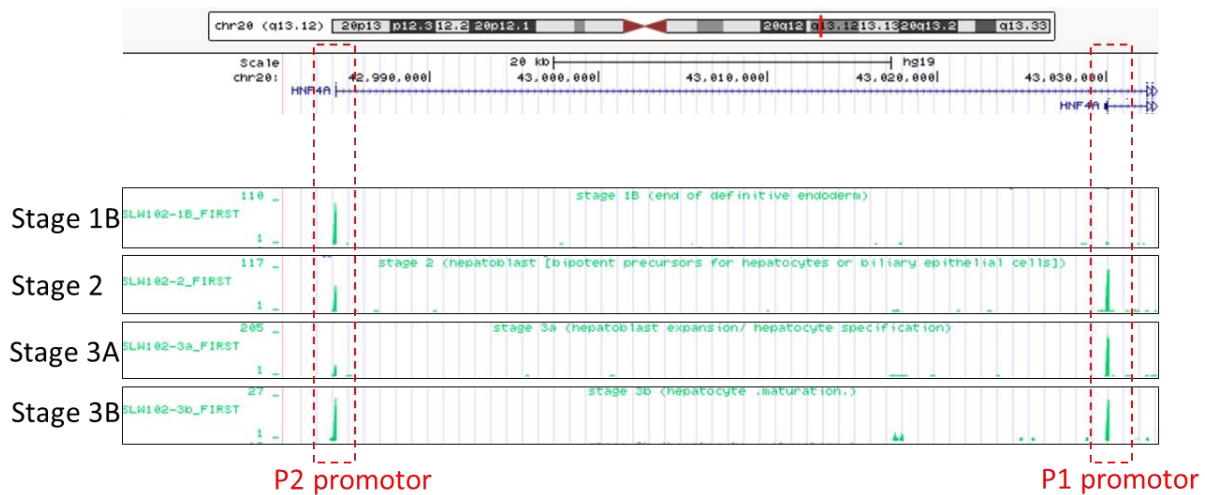 chr20 (q13.12) 20p13 p12.3 12.2 20p12.1 20q12 q13.12 13.13 20q13.2 q13.33
Scale 20 kb hg19
chr20: 42,990,000 43,000,000 43,010,000 43,020,000 43,030,000
HNF4A
HNF4A
Stage 1B
110
SLW102-1B_FIRST
1
stage 1B (end of definitive endoderm)
Stage 2
117
SLW102-2_FIRST
1
stage 2 (hepatoblast [bipotent precursors for hepatocytes or biliary epithelial cells])
Stage 3A
205
SLW102-3a_FIRST
1
stage 3a (hepatoblast expansion/ hepatocyte specification)
Stage 3B
27
SLW102-3b_FIRST
1
stage 3b (hepatocyte .maturation.)
P2 promotor
P1 promotor